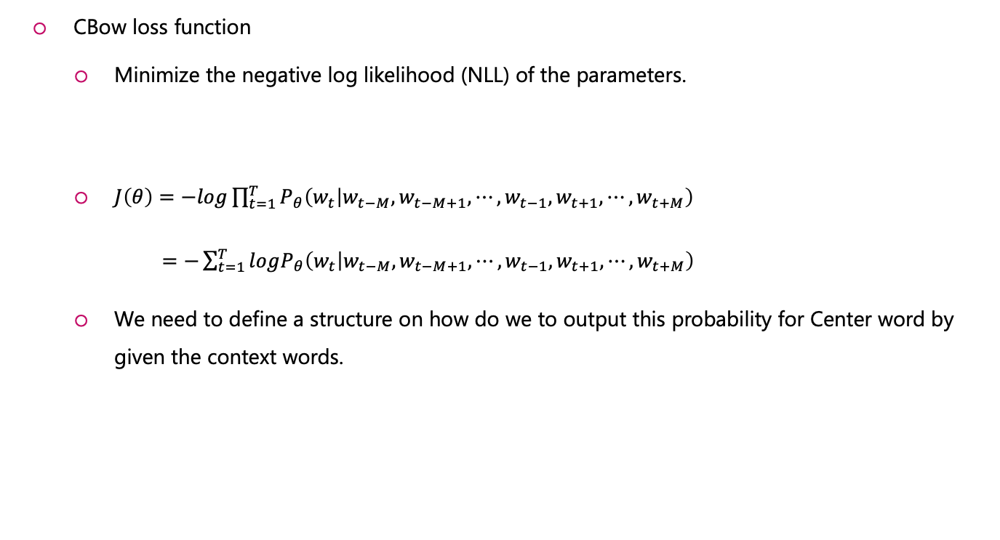 CBow loss function
Minimize the negative log likelihood (NLL) of the parameters.
J(θ) = −log ∏ᵀₜ₌₁ P_θ(w_t|w_{t−M}, w_{t−M+1}, ⋯, w_{t−1}, w_{t+1}, ⋯, w_{t+M})
= − ∑ᵀₜ₌₁ logP_θ(w_t|w_{t−M}, w_{t−M+1}, ⋯, w_{t−1}, w_{t+1}, ⋯, w_{t+M})
We need to define a structure on how do we to output this probability for Center word by
given the context words.